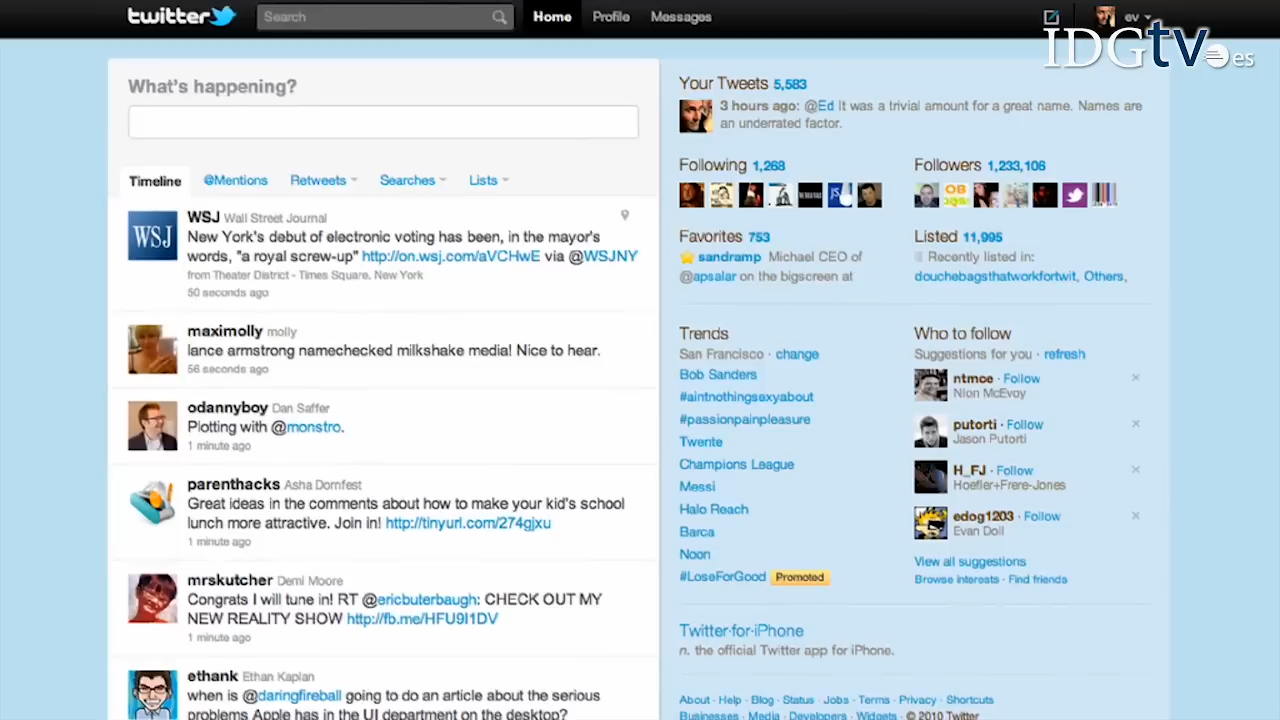 twitter
Search
Home
Profile
Messages
ev
IDGtv.es
What's happening?
Timeline
@Mentions
Retweets
Searches
Lists
WSJ Wall Street Journal
New York's debut of electronic voting has been, in the mayor's
words, "a royal screw-up" http://on.wsj.com/aVCHwE via @WSJNY
from Theater District - Times Square, New York
50 seconds ago
maximolly molly
lance armstrong namechecked milkshake media! Nice to hear.
56 seconds ago
odannyboy Dan Saffer
Plotting with @monstro.
1 minute ago
parenthacks Asha Dornfest
Great ideas in the comments about how to make your kid's school
lunch more attractive. Join in! http://tinyurl.com/274gjxu
1 minute ago
mrskutcher Demi Moore
Congrats I will tune in! RT @ericbuterbaugh: CHECK OUT MY
NEW REALITY SHOW http://fb.me/HFU9I1DV
1 minute ago
ethank Ethan Kaplan
when is @daringfireball going to do an article about the serious
problems Apple has in the UI department on the desktop?
Your Tweets 5,583
3 hours ago: @Ed It was a trivial amount for a great name. Names are
an underrated factor.
Following 1,268
Followers 1,233,106
Favorites 753
sandramp Michael CEO of
@apsalar on the bigscreen at
Listed 11,995
Recently listed in:
douchebagsthatworkfortwit, Others,
Trends
San Francisco · change
Bob Sanders
#aintnothingsexyabout
#passionpainpleasure
Twente
Champions League
Messi
Halo Reach
Barca
Noon
#LoseForGood Promoted
Who to follow
Suggestions for you · refresh
ntmoe · Follow
Nion McEvoy
putorti · Follow
Jason Putorti
H_FJ · Follow
Hoefler+Frere-Jones
edog1203 · Follow
Evan Doll
View all suggestions
Browse interests · Find friends
Twitter·for·iPhone
n. the official Twitter app for iPhone.
About · Help · Blog · Status · Jobs · Terms · Privacy · Shortcuts
Businesses · Media · Developers · Widgets · © 2010 Twitter